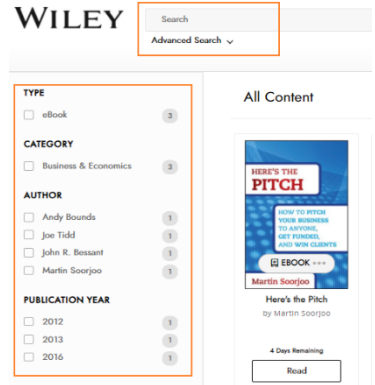 WILEY
Search
Advanced Search
TYPE
eBook 3
CATEGORY
Business & Economics 3
AUTHOR
Andy Bounds 1
Joe Tidd 1
John R. Bessant 1
Martin Soorjoo 1
PUBLICATION YEAR
2012 1
2013 1
2016 1
All Content
HERE'S THE
PITCH
HOW TO PITCH
YOUR BUSINESS
TO ANYONE,
GET FUNDED,
AND WIN CLIENTS
EBOOK
Martin Soorjoo
Here's the Pitch
by Martin Soorjoo
4 Days Remaining
Read